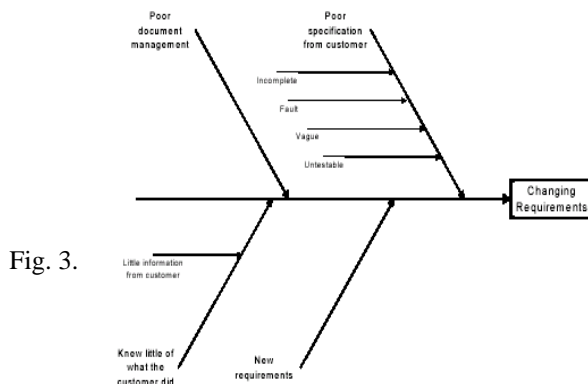 Poor
document
management
Poor
specification
from customer
Incomplete
Fault
Vague
Untestable
Changing
Requirements
Fig. 3.
Little information
from customer
Knew little of
what the
customer did
New
requirements